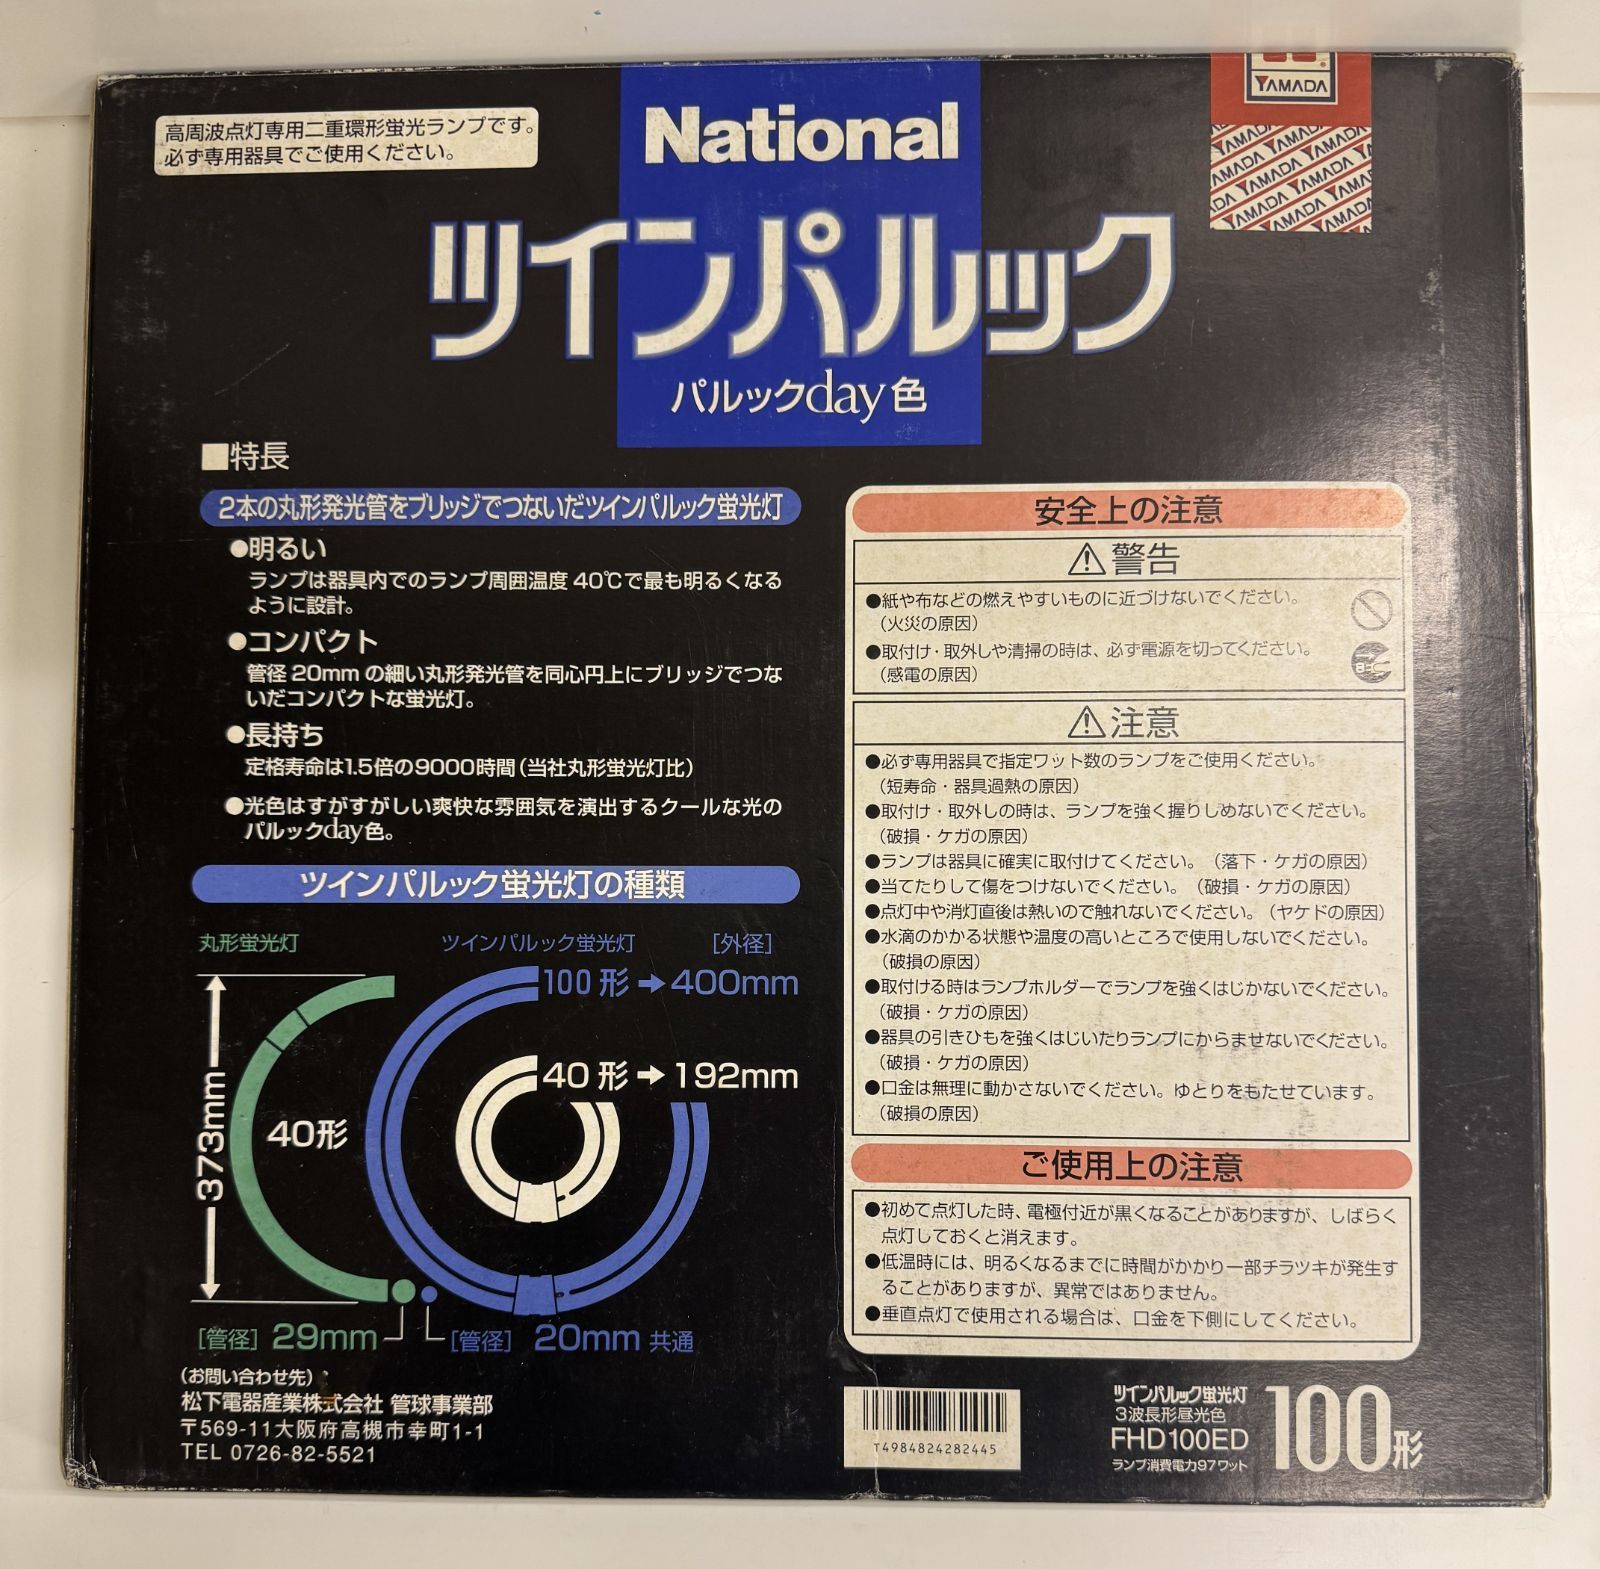 高周波点灯専用二重環形蛍光ランプです。
必ず専用器具でご使用ください。
National
YAMADA
ツインパルック
パルックday色
■特長
2本の丸形発光管をブリッジでつないだツインパルック蛍光灯
●明るい
ランプは器具内でのランプ周囲温度40℃で最も明るくなる
ように設計。
●コンパクト
管径20mmの細い丸形発光管を同心円上にブリッジでつな
いだコンパクトな蛍光灯。
●長持ち
定格寿命は1.5倍の9000時間(当社丸形蛍光灯比)
●光色はすがすがしい爽快な雰囲気を演出するクールな光の
パルックday色。
ツインパルック蛍光灯の種類
丸形蛍光灯
ツインパルック蛍光灯 [外径]
100形→400mm
40形→192mm
373mm
40形
[管径] 29mm
[管径] 20mm 共通
(お問い合わせ先)
松下電器産業株式会社 管球事業部
〒569-11大阪府高槻市幸町1-1
TEL 0726-82-5521
安全上の注意
⚠警告
●紙や布などの燃えやすいものに近づけないでください。
(火災の原因)
●取付け・取外しや清掃の時は、必ず電源を切ってください。
(感電の原因)
⚠注意
●必ず専用器具で指定ワット数のランプをご使用ください。
(短寿命・器具過熱の原因)
●取付け・取外しの時は、ランプを強く握りしめないでください。
(破損・ケガの原因)
●ランプは器具に確実に取付けてください。(落下・ケガの原因)
●当てたりして傷をつけないでください。(破損・ケガの原因)
●点灯中や消灯直後は熱いので触れないでください。(ヤケドの原因)
●水滴のかかる状態や温度の高いところで使用しないでください。
(破損の原因)
●取付ける時はランプホルダーでランプを強くはじかないでください。
(破損・ケガの原因)
●器具の引きひもを強くはじいたりランプにからませないでください。
(破損・ケガの原因)
●口金は無理に動かさないでください。ゆとりをもたせています。
(破損の原因)
ご使用上の注意
●初めて点灯した時、電極付近が黒くなることがありますが、しばらく
点灯しておくと消えます。
●低温時には、明るくなるまでに時間がかかり一部チラツキが発生す
ることがありますが、異常ではありません。
●垂直点灯で使用される場合は、口金を下側にしてください。
T4984824282445
ツインパルック蛍光灯
3波長形昼光色
FHD100ED
ランプ消費電力97ワット
100形